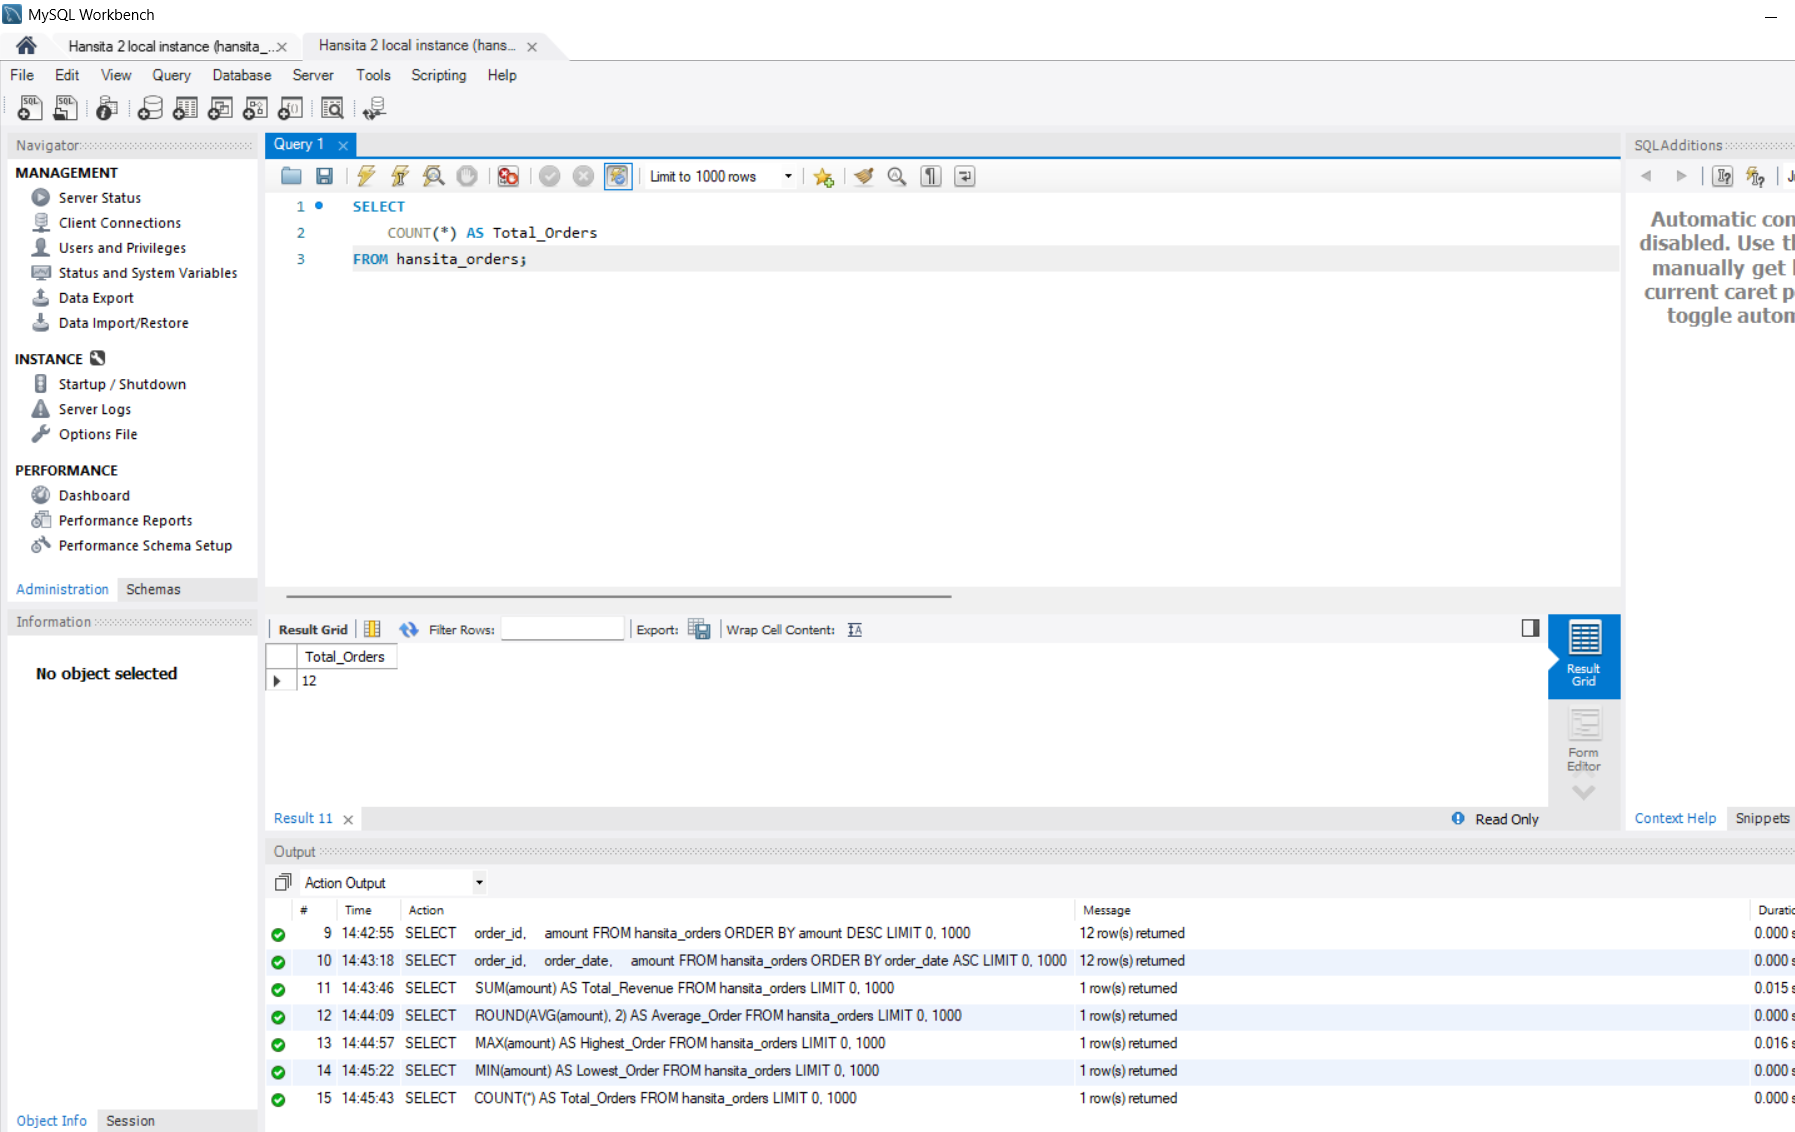 MySQL Workbench
Hansita 2 local instance (hansita_... Hansita 2 local instance (hans...
File Edit View Query Database Server Tools Scripting Help
Navigator
MANAGEMENT
Server Status
Client Connections
Users and Privileges
Status and System Variables
Data Export
Data Import/Restore
INSTANCE
Startup / Shutdown
Server Logs
Options File
PERFORMANCE
Dashboard
Performance Reports
Performance Schema Setup
Administration Schemas
Information
No object selected
Object Info Session
Query 1
Limit to 1000 rows
1 SELECT
2 COUNT(*) AS Total_Orders
3 FROM hansita_orders;
Result Grid Filter Rows: Export: Wrap Cell Content:
Total_Orders
12
Result Grid
Form Editor
Result 11 Read Only
SQLAdditions
Automatic con
disabled. Use th
manually get
current caret p
toggle autom
Context Help Snippets
Output
Action Output
# Time Action Message Duratio
9 14:42:55 SELECT order_id, amount FROM hansita_orders ORDER BY amount DESC LIMIT 0, 1000 12 row(s) returned 0.000 s
10 14:43:18 SELECT order_id, order_date, amount FROM hansita_orders ORDER BY order_date ASC LIMIT 0, 1000 12 row(s) returned 0.000 s
11 14:43:46 SELECT SUM(amount) AS Total_Revenue FROM hansita_orders LIMIT 0, 1000 1 row(s) returned 0.015 s
12 14:44:09 SELECT ROUND(AVG(amount), 2) AS Average_Order FROM hansita_orders LIMIT 0, 1000 1 row(s) returned 0.000 s
13 14:44:57 SELECT MAX(amount) AS Highest_Order FROM hansita_orders LIMIT 0, 1000 1 row(s) returned 0.016 s
14 14:45:22 SELECT MIN(amount) AS Lowest_Order FROM hansita_orders LIMIT 0, 1000 1 row(s) returned 0.000 s
15 14:45:43 SELECT COUNT(*) AS Total_Orders FROM hansita_orders LIMIT 0, 1000 1 row(s) returned 0.000 s